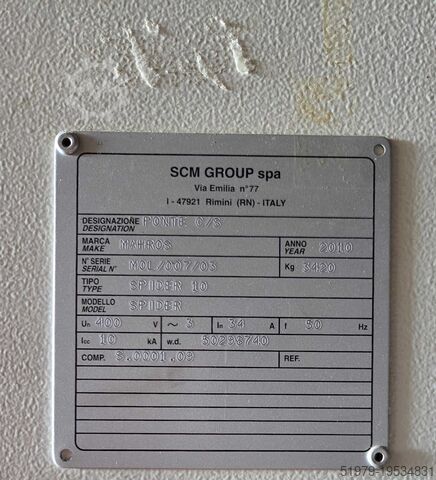 SCM GROUP spa
Via Emilia n°77
I - 47921 Rimini (RN) - ITALY
DESIGNAZIONE DESIGNATION PONTE C/S
MARCA MAKE MAHROS ANNO YEAR 2010
N° SERIE SERIAL N° MOL/007/03 Kg 3420
TIPO TYPE SPIDER 10
MODELLO MODEL SPIDER
Un 400 V ~ 3 In 34 A f 50 Hz
Icc 10 kA w.d. 50296740
COMP. S.0001.09 REF.
51979-19534831